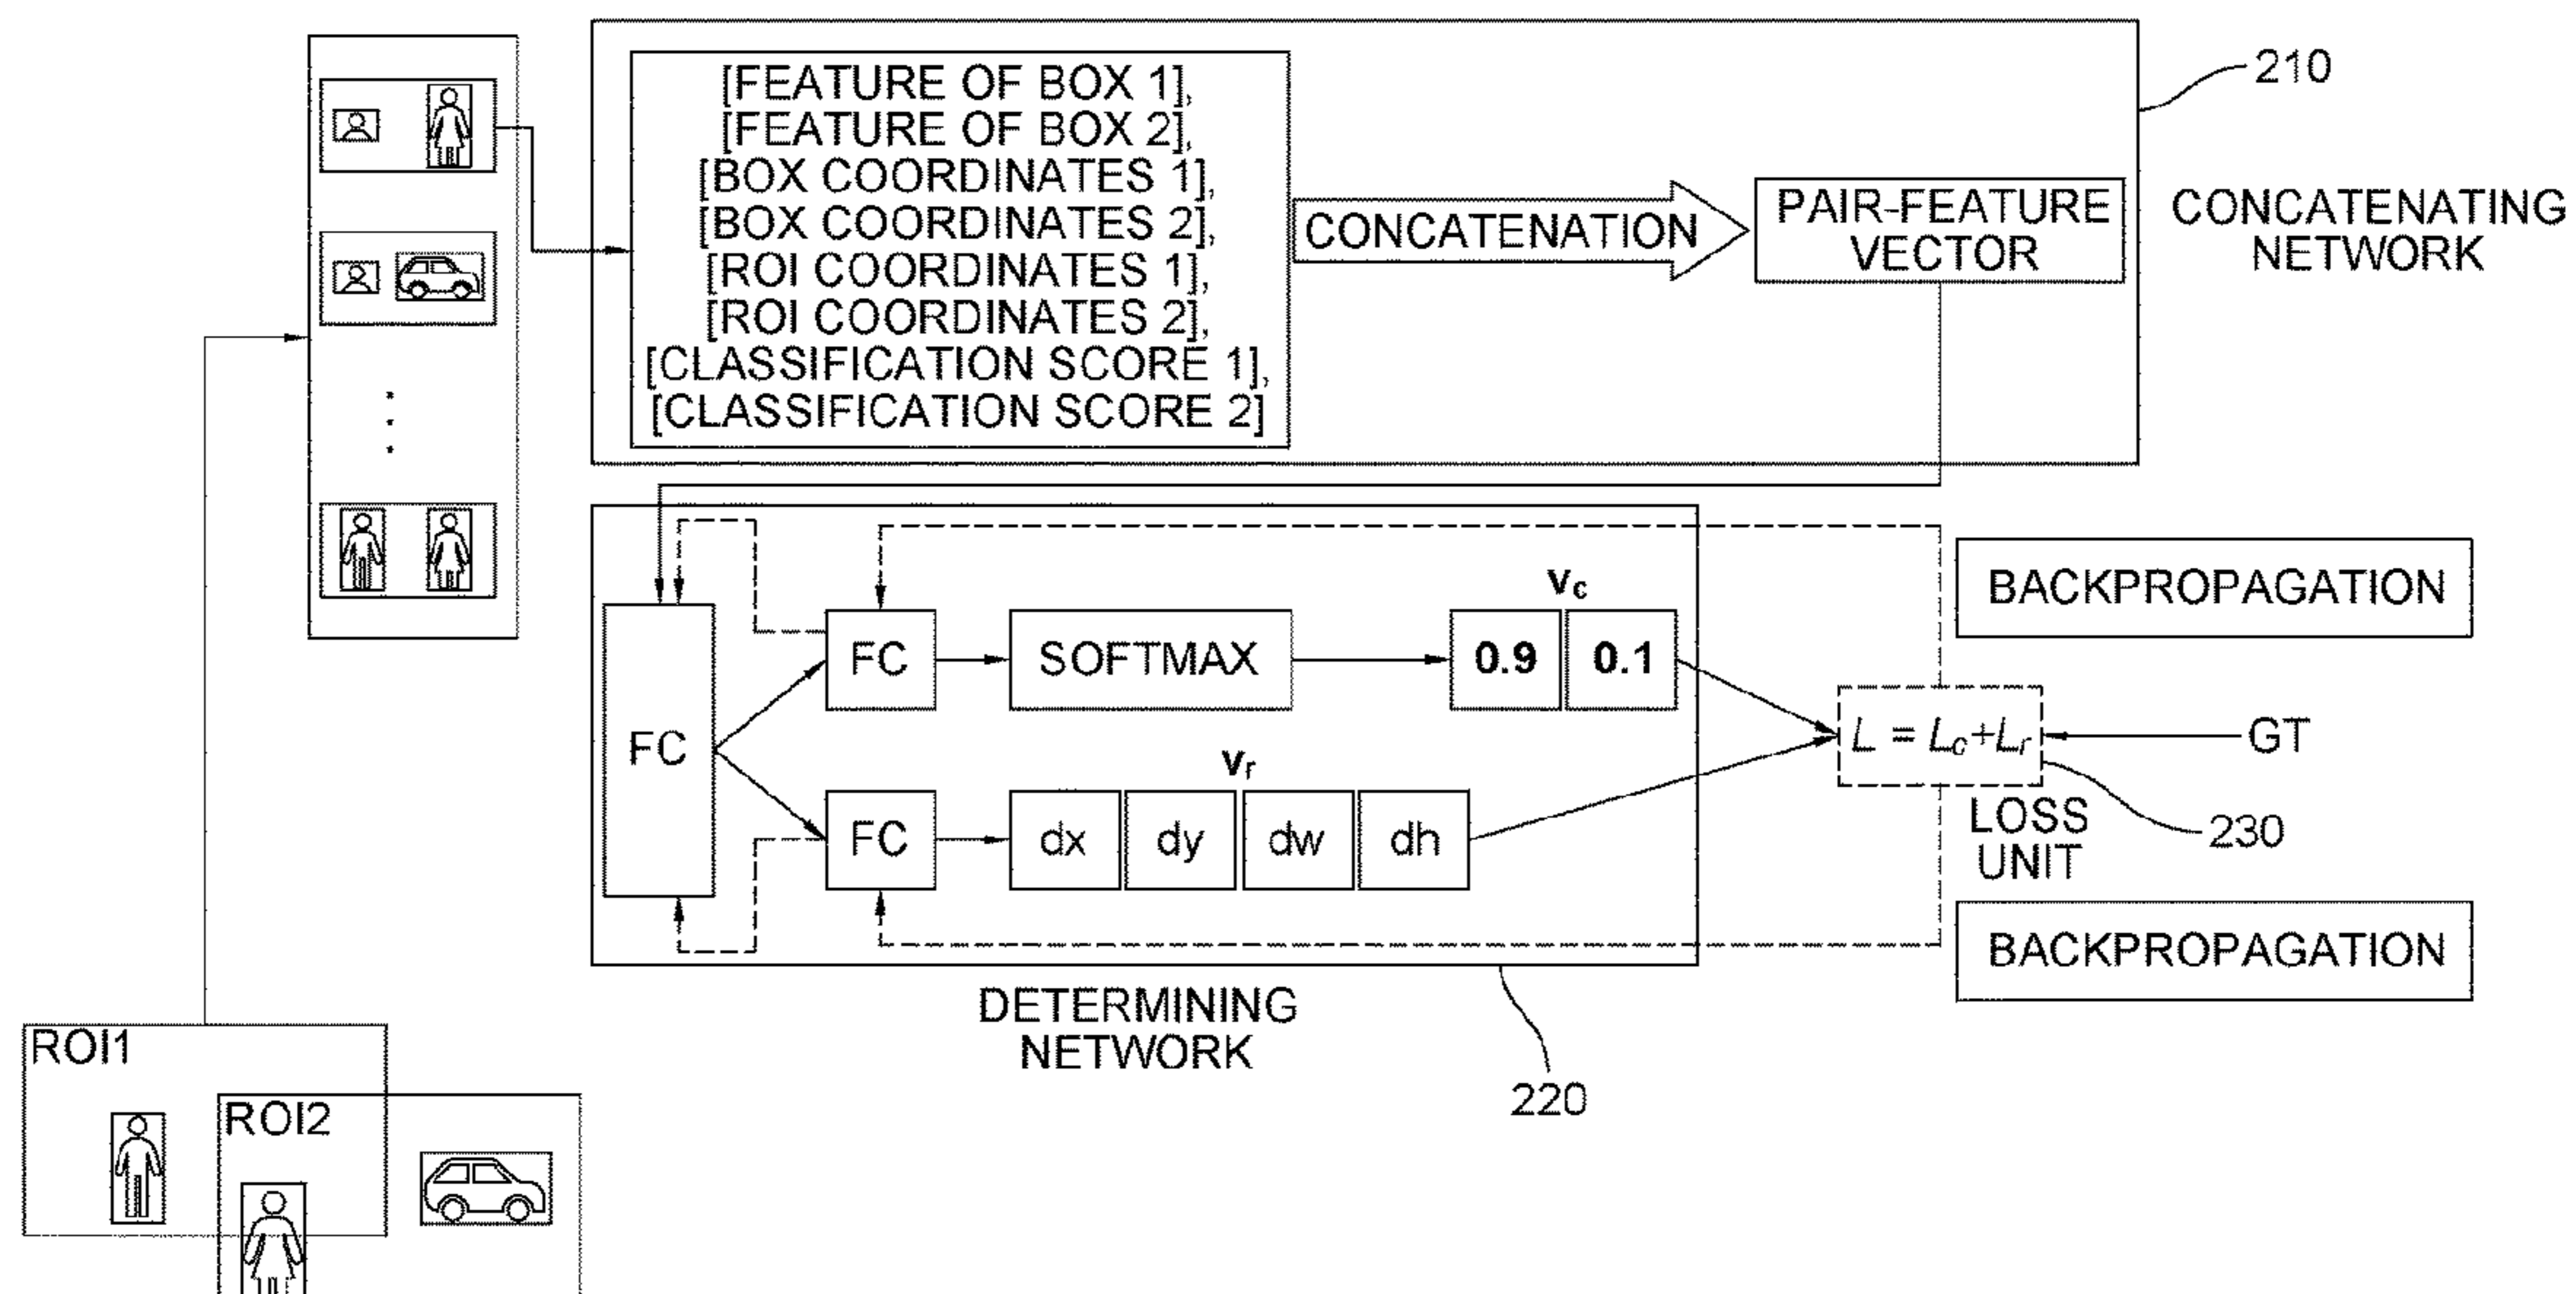 [FEATURE OF BOX 1],
[FEATURE OF BOX 2],
[BOX COORDINATES 1],
[BOX COORDINATES 2],
[ROI COORDINATES 1],
[ROI COORDINATES 2],
[CLASSIFICATION SCORE 1],
[CLASSIFICATION SCORE 2]
CONCATENATION
PAIR-FEATURE
VECTOR
210
CONCATENATING
NETWORK
FC
FC
SOFTMAX
vc
0.9
0.1
BACKPROPAGATION
FC
vr
dx
dy
dw
dh
L = Lc+Lr
GT
LOSS
UNIT
230
BACKPROPAGATION
DETERMINING
NETWORK
220
ROI1
ROI2